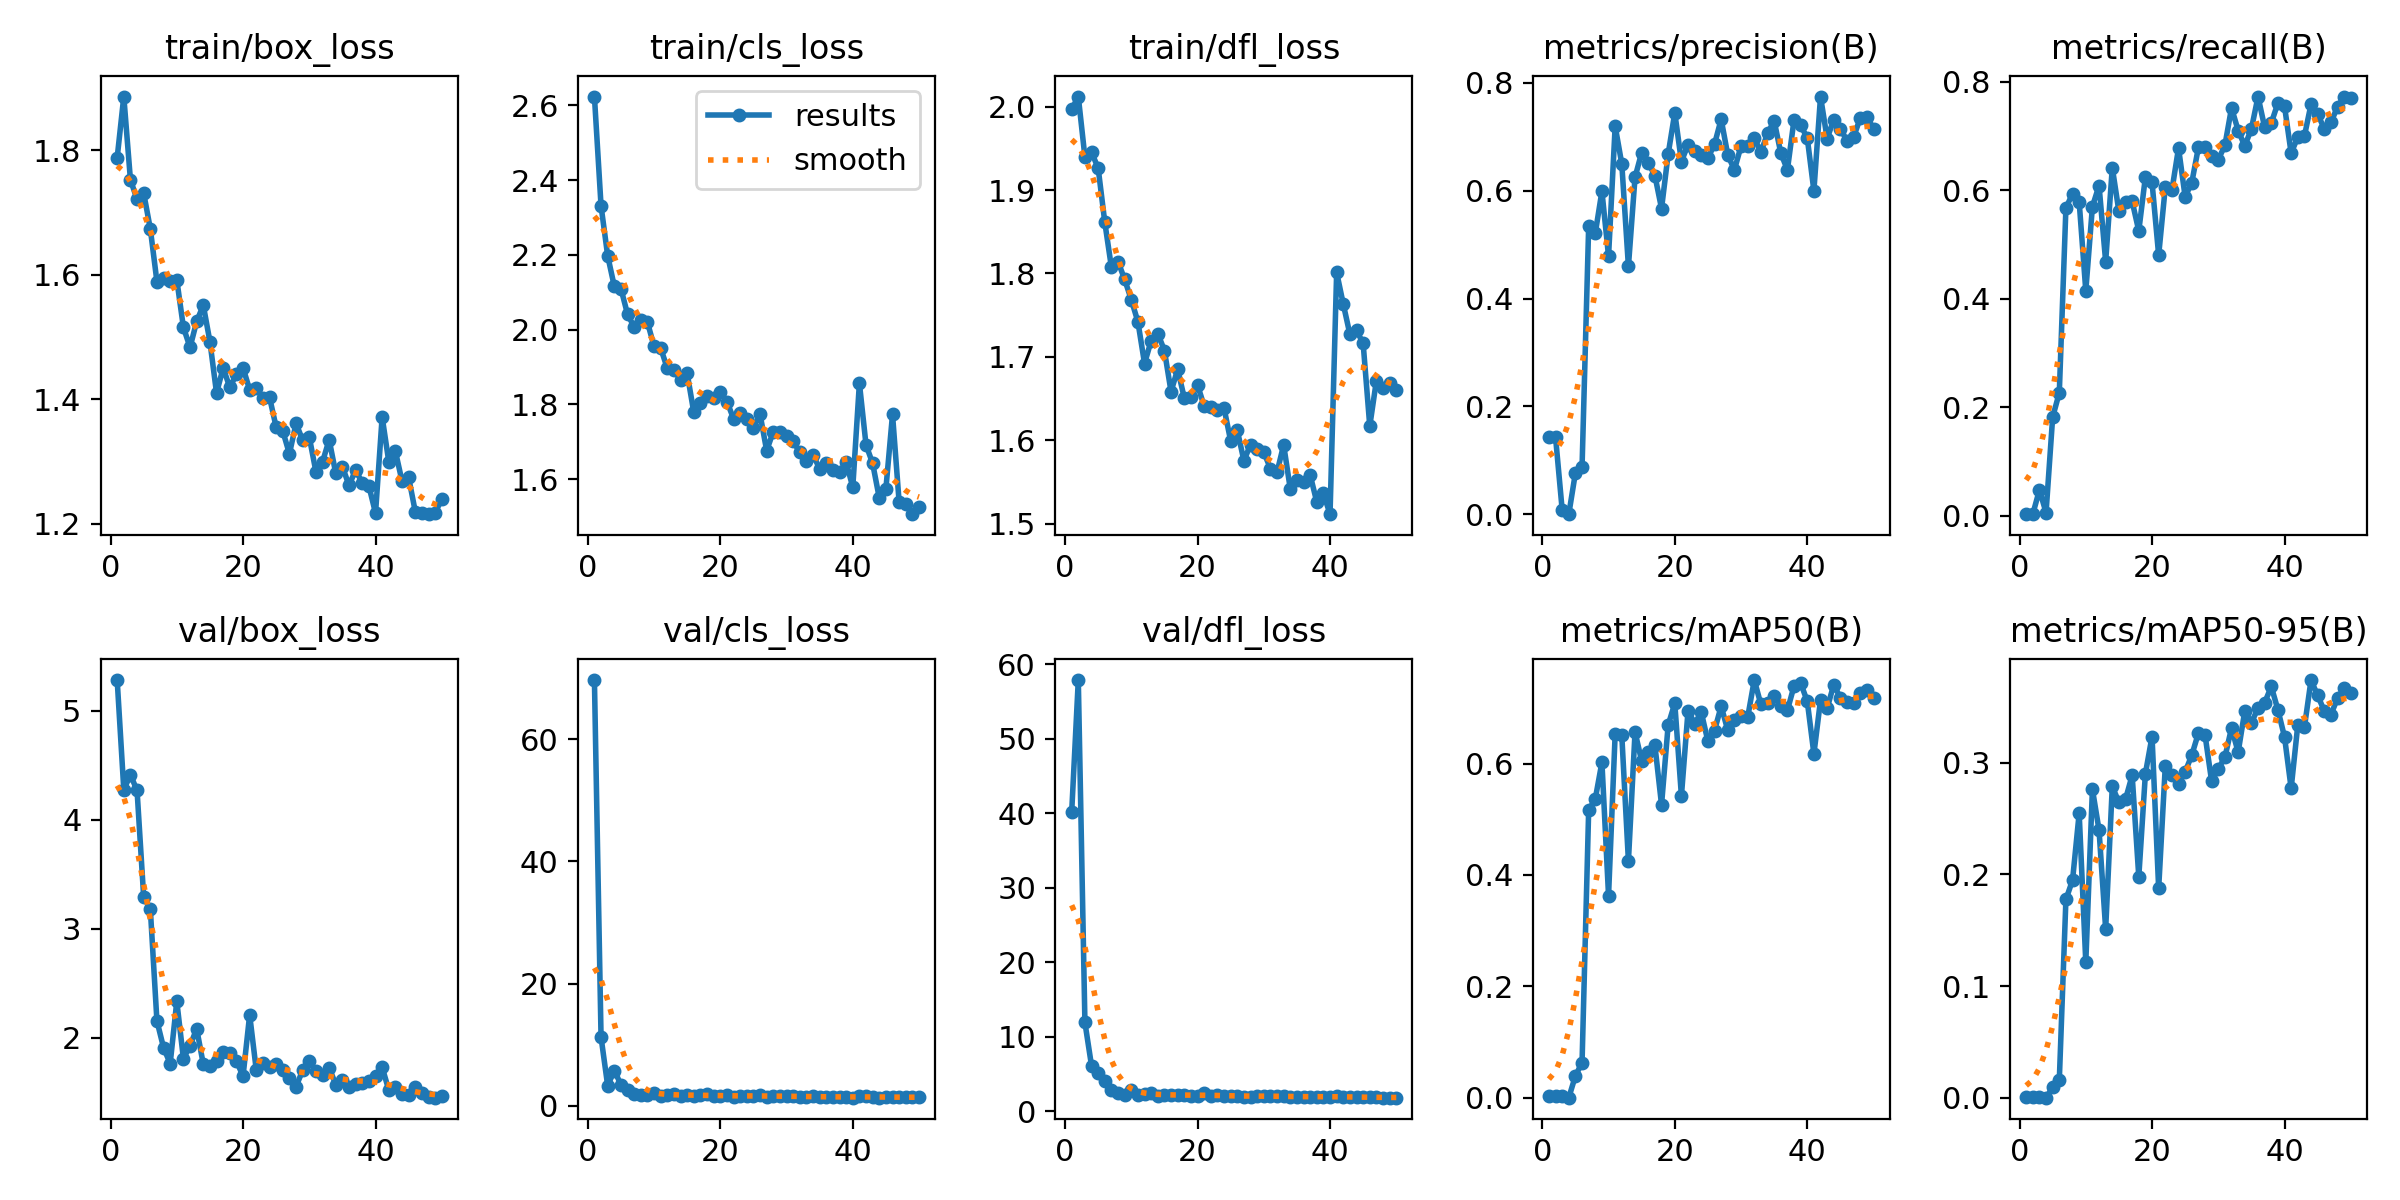 train/box_loss
1.8
1.6
1.4
1.2
0 20 40
train/cls_loss
results
smooth
2.6
2.4
2.2
2.0
1.8
1.6
0 20 40
train/dfl_loss
2.0
1.9
1.8
1.7
1.6
1.5
0 20 40
metrics/precision(B)
0.8
0.6
0.4
0.2
0.0
0 20 40
metrics/recall(B)
0.8
0.6
0.4
0.2
0.0
0 20 40
val/box_loss
5
4
3
2
0 20 40
val/cls_loss
60
40
20
0
0 20 40
val/dfl_loss
60
50
40
30
20
10
0
0 20 40
metrics/mAP50(B)
0.6
0.4
0.2
0.0
0 20 40
metrics/mAP50-95(B)
0.3
0.2
0.1
0.0
0 20 40